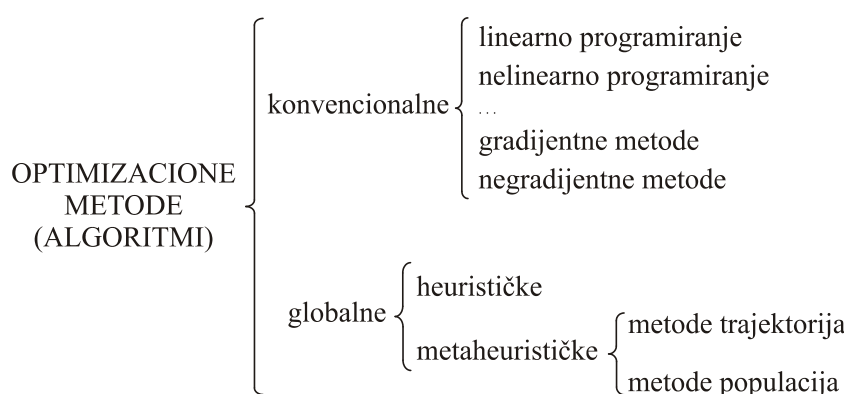 OPTIMIZACIONE
METODE
(ALGORITMI)
konvencionalne
linearno programiranje
nelinearno programiranje
...
gradijentne metode
negradijentne metode
globalne
heurističke
metaheurističke
metode trajektorija
metode populacija